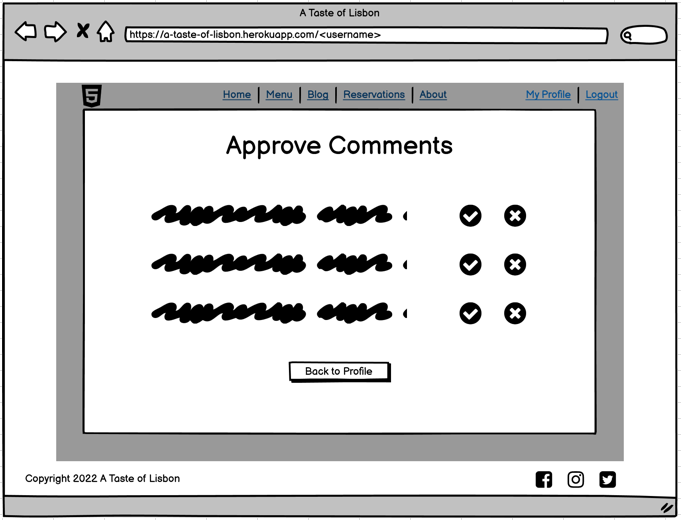 A Taste of Lisbon
https://a-taste-of-lisbon.herokuapp.com/<username>
Home | Menu | Blog | Reservations | About My Profile | Logout
Approve Comments
Back to Profile
Copyright 2022 A Taste of Lisbon